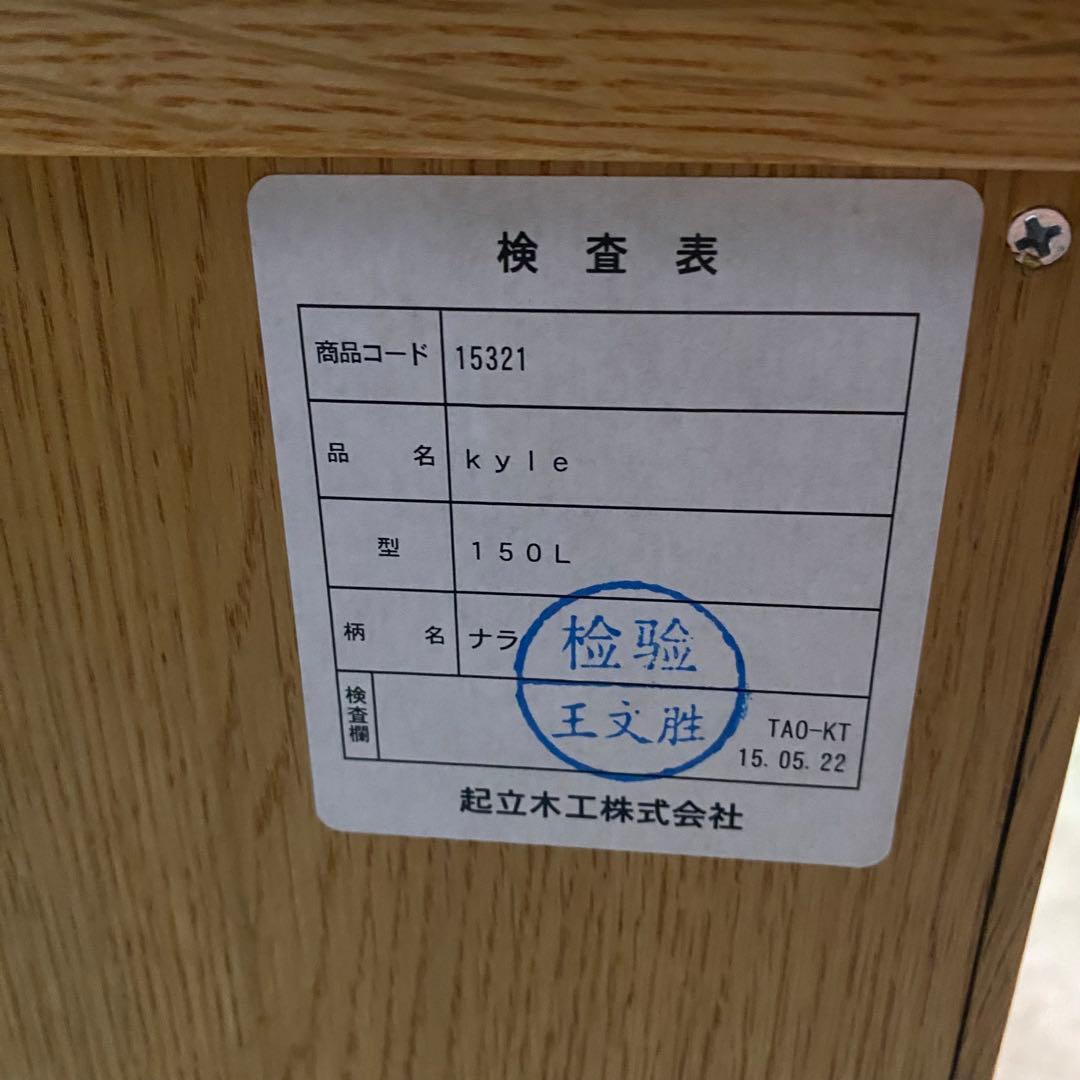 検査表
商品コード 15321
品名 kyle
型 150L
柄名 ナラ
检验
王文胜
検査欄
TAO-KT
15.05.22
起立木工株式会社